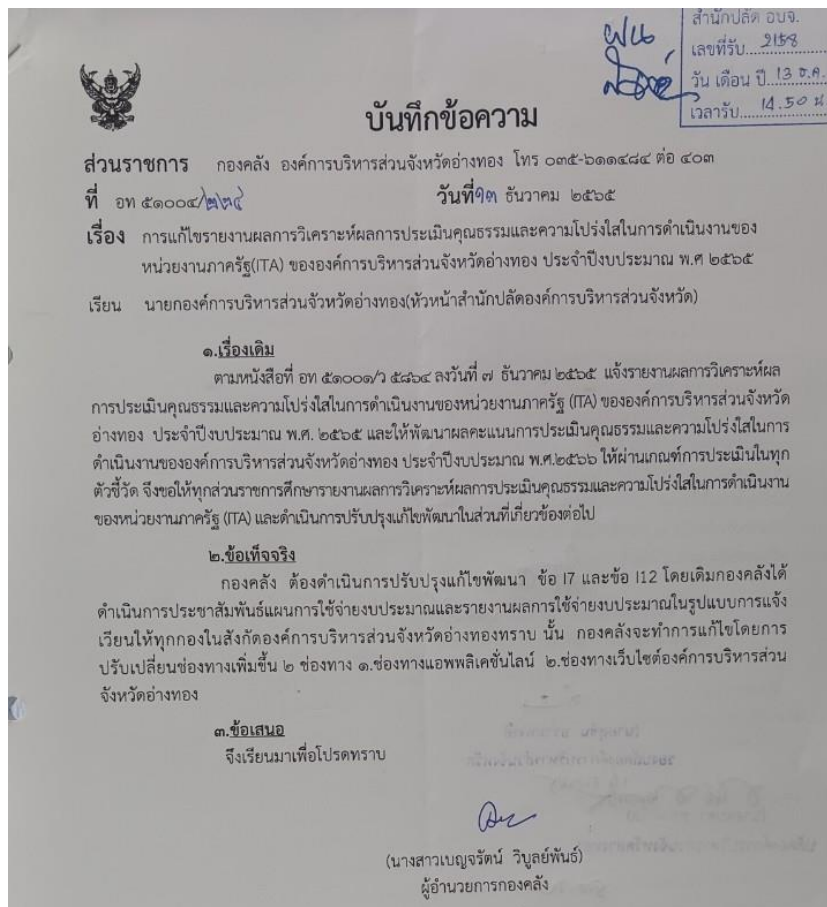 สำนักปลัด อบจ.
เลขที่รับ....2158....
วัน เดือน ปี..13 ธ.ค.
เวลารับ....14.50 น
บันทึกข้อความ
ส่วนราชการ กองคลัง องค์การบริหารส่วนจังหวัดอ่างทอง โทร ๐๓๕-๖๑๑๔๘๔ ต่อ ๔๐๓
ที่ อท ๕๑๐๐๔/๒๒๔ วันที่๑๓ ธันวาคม ๒๕๖๕
เรื่อง การแก้ไขรายงานผลการวิเคราะห์ผลการประเมินคุณธรรมและความโปร่งใสในการดำเนินงานของ
หน่วยงานภาครัฐ(ITA) ขององค์การบริหารส่วนจังหวัดอ่างทอง ประจำปีงบประมาณ พ.ศ ๒๕๖๕
เรียน นายกองค์การบริหารส่วนจัวหวัดอ่างทอง(หัวหน้าสำนักปลัดองค์การบริหารส่วนจังหวัด)
๑.เรื่องเดิม
ตามหนังสือที่ อท ๕๑๐๐๑/ว ๕๘๖๔ ลงวันที่ ๗ ธันวาคม ๒๕๖๕ แจ้งรายงานผลการวิเคราะห์ผล
การประเมินคุณธรรมและความโปร่งใสในการดำเนินงานของหน่วยงานภาครัฐ (ITA) ขององค์การบริหารส่วนจังหวัด
อ่างทอง ประจำปีงบประมาณ พ.ศ. ๒๕๖๕ และให้พัฒนาผลคะแนนการประเมินคุณธรรมและความโปร่งใสในการ
ดำเนินงานขององค์การบริหารส่วนจังหวัดอ่างทอง ประจำปีงบประมาณ พ.ศ.๒๕๖๖ ให้ผ่านเกณฑ์การประเมินในทุก
ตัวชี้วัด จึงขอให้ทุกส่วนราชการศึกษารายงานผลการวิเคราะห์ผลการประเมินคุณธรรมและความโปร่งใสในการดำเนินงาน
ของหน่วยงานภาครัฐ (ITA) และดำเนินการปรับปรุงแก้ไขพัฒนาในส่วนที่เกี่ยวข้องต่อไป
๒.ข้อเท็จจริง
กองคลัง ต้องดำเนินการปรับปรุงแก้ไขพัฒนา ข้อ I7 และข้อ I12 โดยเดิมกองคลังได้
ดำเนินการประชาสัมพันธ์แผนการใช้จ่ายงบประมาณและรายงานผลการใช้จ่ายงบประมาณในรูปแบบการแจ้ง
เวียนให้ทุกกองในสังกัดองค์การบริหารส่วนจังหวัดอ่างทองทราบ นั้น กองคลังจะทำการแก้ไขโดยการ
ปรับเปลี่ยนช่องทางเพิ่มขึ้น ๒ ช่องทาง ๑.ช่องทางแอพพลิเคชั่นไลน์ ๒.ช่องทางเว็บไซต์องค์การบริหารส่วน
จังหวัดอ่างทอง
๓.ข้อเสนอ
จึงเรียนมาเพื่อโปรดทราบ
(นางสาวเบญจรัตน์ วิบูลย์พันธ์)
ผู้อำนวยการกองคลัง